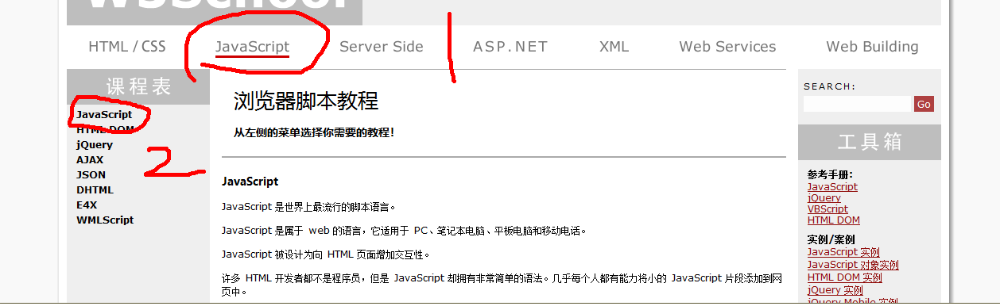 HTML / CSS JavaScript Server Side ASP.NET XML Web Services Web Building
1
课程表
JavaScript
HTML DOM
jQuery
AJAX
JSON
DHTML
E4X
WMLScript
2
浏览器脚本教程
从左侧的菜单选择你需要的教程！
JavaScript
JavaScript 是世界上最流行的脚本语言。
JavaScript 是属于 web 的语言，它适用于 PC、笔记本电脑、平板电脑和移动电话。
JavaScript 被设计为向 HTML 页面增加交互性。
许多 HTML 开发者都不是程序员，但是 JavaScript 却拥有非常简单的语法。几乎每个人都有能力将小的 JavaScript 片段添加到网
页中。
SEARCH:
Go
工具箱
参考手册：
JavaScript
jQuery
VBScript
HTML DOM
实例/案例
JavaScript 实例
JavaScript 对象实例
HTML DOM 实例
jQuery 实例
jQuery Mobile 实例